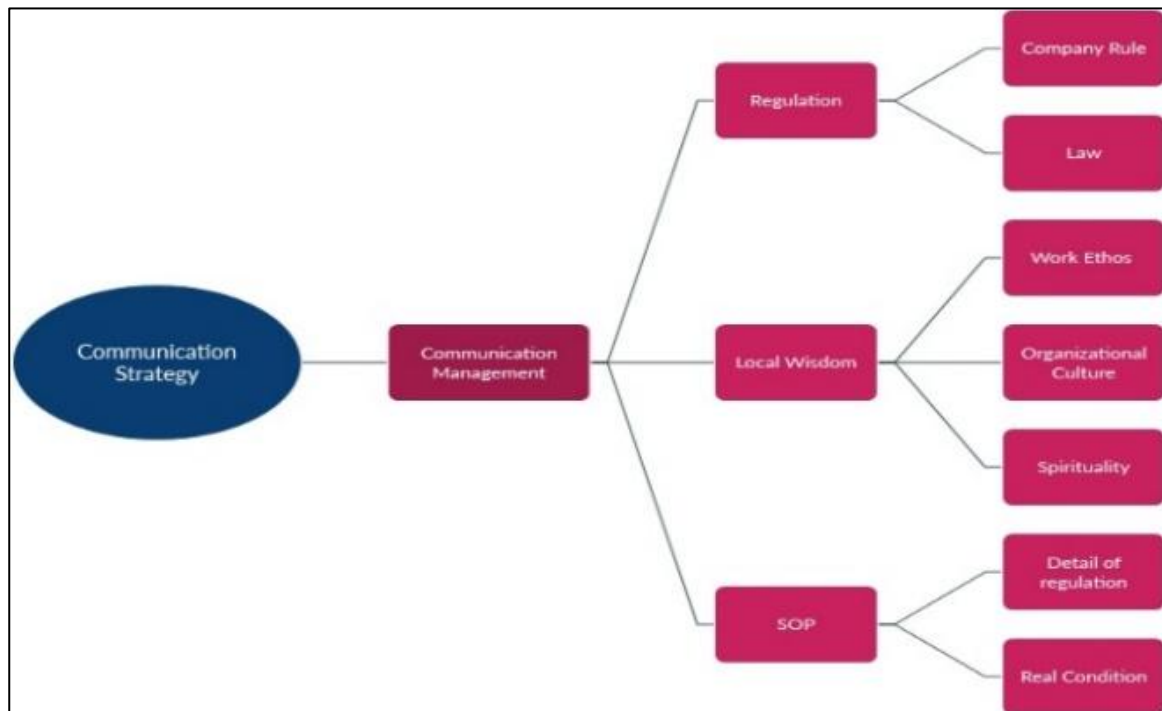 Communication
Strategy
Communication
Management
Regulation
Company Rule
Law
Local Wisdom
Work Ethos
Organizational
Culture
Spirituality
SOP
Detail of
regulation
Real Condition